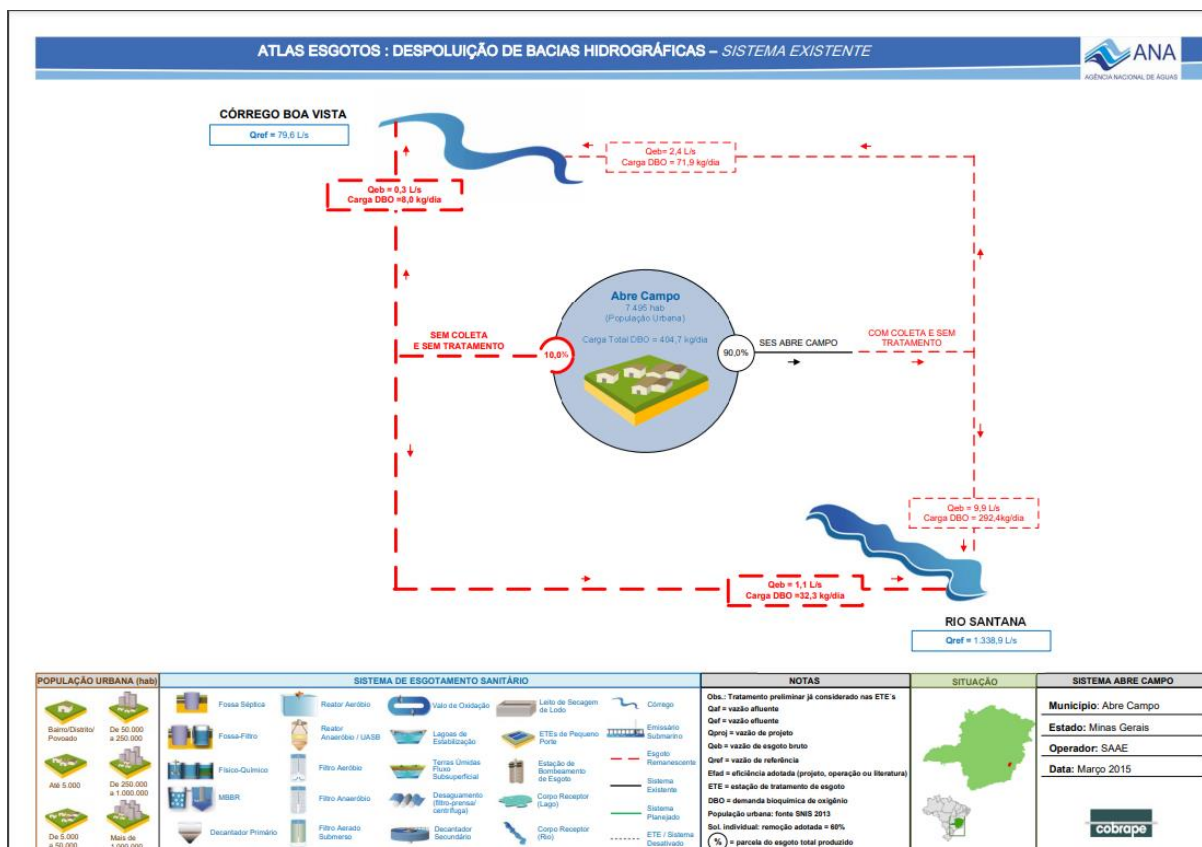 ATLAS ESGOTOS : DESPOLUIÇÃO DE BACIAS HIDROGRÁFICAS – SISTEMA EXISTENTE
ANA
AGÊNCIA NACIONAL DE ÁGUAS
CÓRREGO BOA VISTA
Qref = 79,6 L/s
Qeb= 2,4 L/s
Carga DBO = 71,9 kg/dia
Qeb = 0,3 L/s
Carga DBO =8,0 kg/dia
Abre Campo
7.495 hab
(População Urbana)
Carga Total DBO = 404,7 kg/dia
SEM COLETA
E SEM TRATAMENTO
10,0%
90,0%
SES ABRE CAMPO
COM COLETA E SEM
TRATAMENTO
Qeb = 9,9 L/s
Carga DBO = 292,4kg/dia
Qeb = 1,1 L/s
Carga DBO =32,3 kg/dia
RIO SANTANA
Qref = 1.338,9 L/s
POPULAÇÃO URBANA (hab)
Bairro/Distrito/
Povoado
De 50.000
a 250.000
Até 5.000
De 250.000
a 1.000.000
De 5.000
a 50.000
Mais de
1.000.000
SISTEMA DE ESGOTAMENTO SANITÁRIO
Fossa Séptica
Fossa-Filtro
Físico-Químico
MBBR
Decantador Primário
Reator Aeróbio
Reator
Anaeróbio / UASB
Filtro Aeróbio
Filtro Anaeróbio
Filtro Aerado
Submerso
Valo de Oxidação
Lagoas de
Estabilização
Terras Úmidas
Fluxo
Subsuperficial
Desaguamento
(filtro-prensa/
centrífuga)
Decantador
Secundário
Leito de Secagem
de Lodo
ETEs de Pequeno
Porte
Estação de
Bombeamento
de Esgoto
Corpo Receptor
(Lago)
Corpo Receptor
(Rio)
Córrego
Emissário
Submarino
Esgoto
Remanescente
Sistema
Existente
Sistema
Planejado
ETE / Sistema
Desativado
NOTAS
Obs.: Tratamento preliminar já considerado nas ETE`s
Qaf = vazão afluente
Qef = vazão efluente
Qproj = vazão de projeto
Qeb = vazão de esgoto bruto
Qref = vazão de referência
Efad = eficiência adotada (projeto, operação ou literatura)
ETE = estação de tratamento de esgoto
DBO = demanda bioquímica de oxigênio
População urbana: fonte SNIS 2013
Sol. individual: remoção adotada = 60%
% = parcela do esgoto total produzido
SITUAÇÃO
SISTEMA ABRE CAMPO
Município: Abre Campo
Estado: Minas Gerais
Operador: SAAE
Data: Março 2015
cobrape